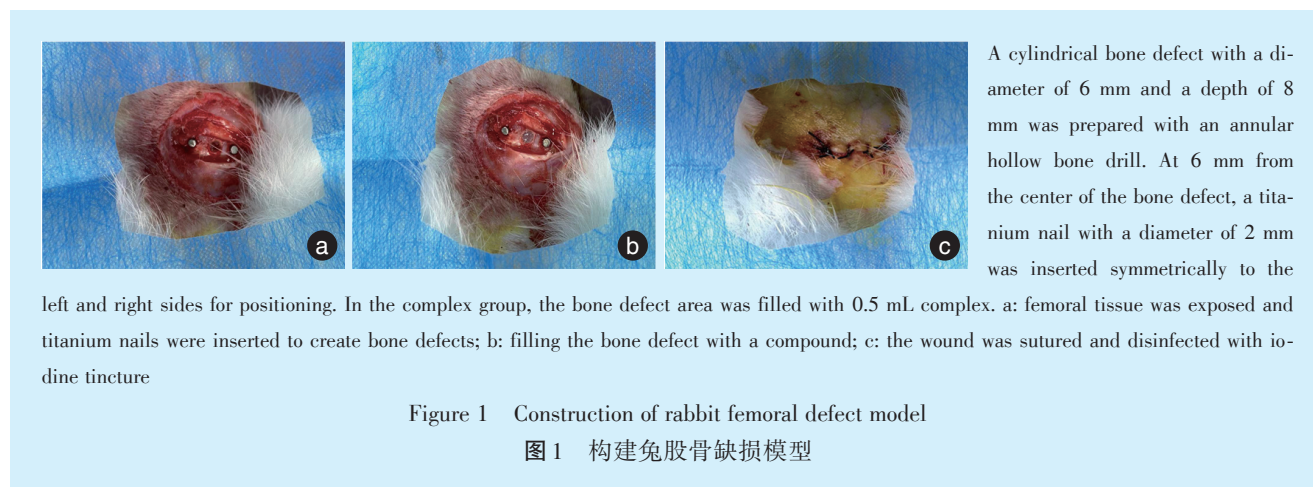 a
b
c
A cylindrical bone defect with a di-
ameter of 6 mm and a depth of 8
mm was prepared with an annular
hollow bone drill. At 6 mm from
the center of the bone defect, a tita-
nium nail with a diameter of 2 mm
was inserted symmetrically to the
left and right sides for positioning. In the complex group, the bone defect area was filled with 0.5 mL complex. a: femoral tissue was exposed and
titanium nails were inserted to create bone defects; b: filling the bone defect with a compound; c: the wound was sutured and disinfected with io-
dine tincture
Figure 1 Construction of rabbit femoral defect model
图1 构建兔股骨缺损模型